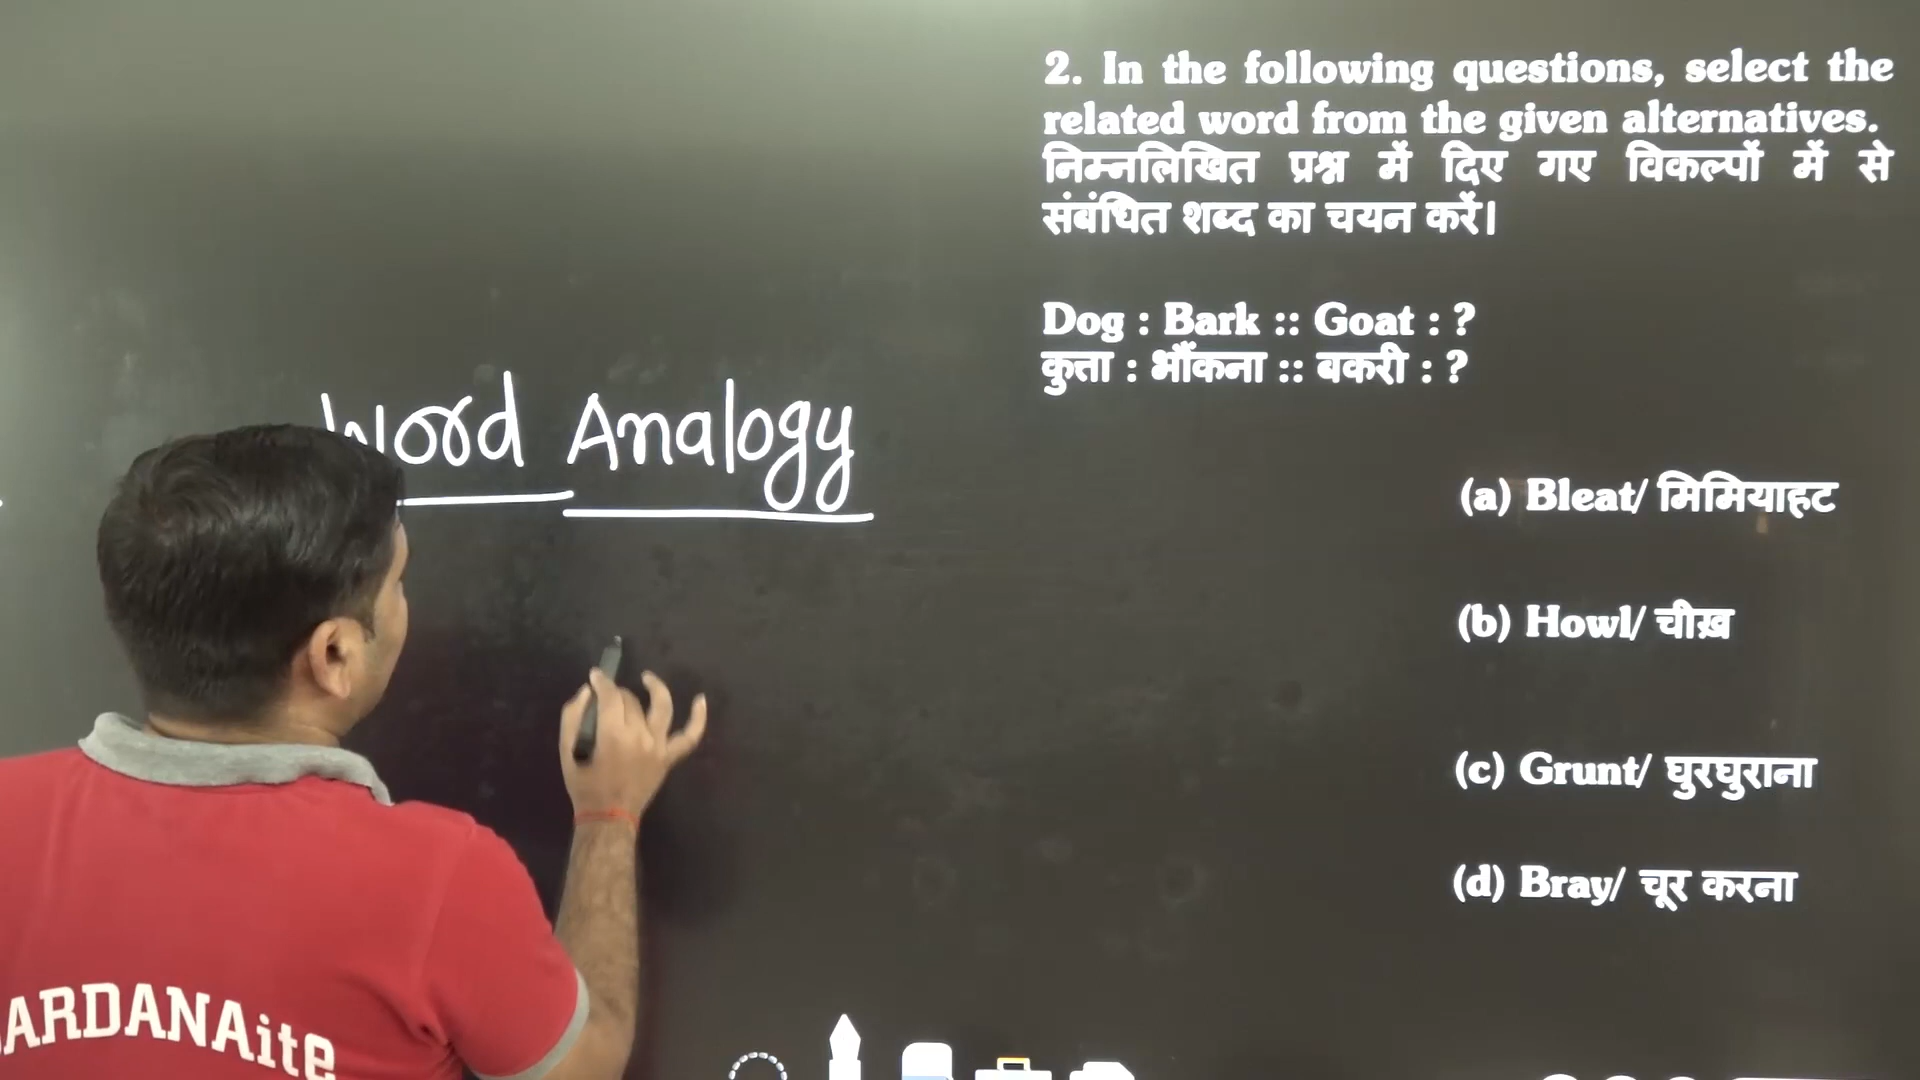 2. In the following questions, select the
related word from the given alternatives.
निम्नलिखित प्रश्न में दिए गए विकल्पों में से
संबंधित शब्द का चयन करें।
Dog : Bark :: Goat : ?
कुत्ता : भौंकना :: बकरी : ?
Word Analogy
(a) Bleat/ मिमियाहट
(b) Howl/ चीख़
(c) Grunt/ घुरघुराना
(d) Bray/ चूर करना
ARDANAite